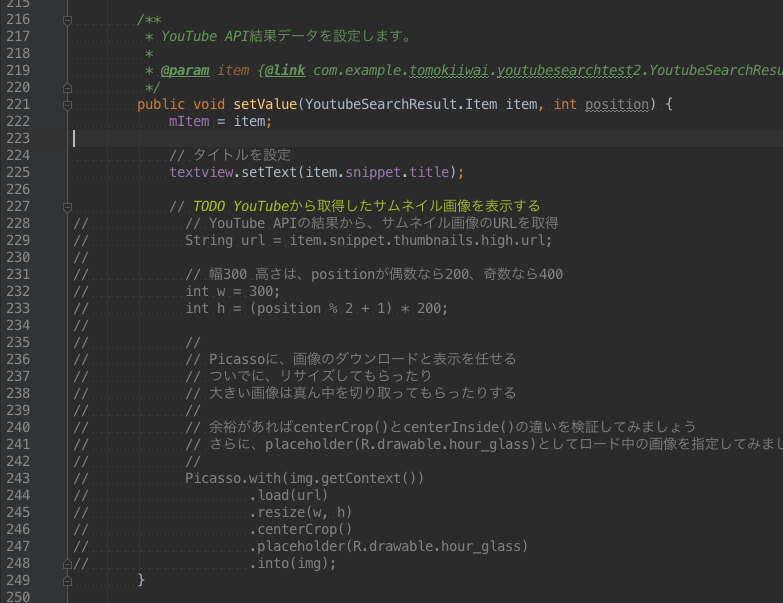 215
216 /**
217 * YouTube API結果データを設定します。
218 *
219 * @param item {@link com.example.tomokiiwai.youtubesearchtest2.YoutubeSearchResu
220 */
221 public void setValue(YoutubeSearchResult.Item item, int position) {
222 mItem = item;
223
224 // タイトルを設定
225 textview.setText(item.snippet.title);
226
227 // TODO YouTubeから取得したサムネイル画像を表示する
228 // // YouTube APIの結果から、サムネイル画像のURLを取得
229 // String url = item.snippet.thumbnails.high.url;
230 //
231 // // 幅300 高さは、positionが偶数なら200、奇数なら400
232 // int w = 300;
233 // int h = (position % 2 + 1) * 200;
234 //
235 // //
236 // // Picassoに、画像のダウンロードと表示を任せる
237 // // ついでに、リサイズしてもらったり
238 // // 大きい画像は真ん中を切り取ってもらったりする
239 // //
240 // // 余裕があればcenterCrop()とcenterInside()の違いを検証してみましょう
241 // // さらに、placeholder(R.drawable.hour_glass)としてロード中の画像を指定してみまし
242 // //
243 // Picasso.with(img.getContext())
244 // .load(url)
245 // .resize(w, h)
246 // .centerCrop()
247 // .placeholder(R.drawable.hour_glass)
248 // .into(img);
249 }
250